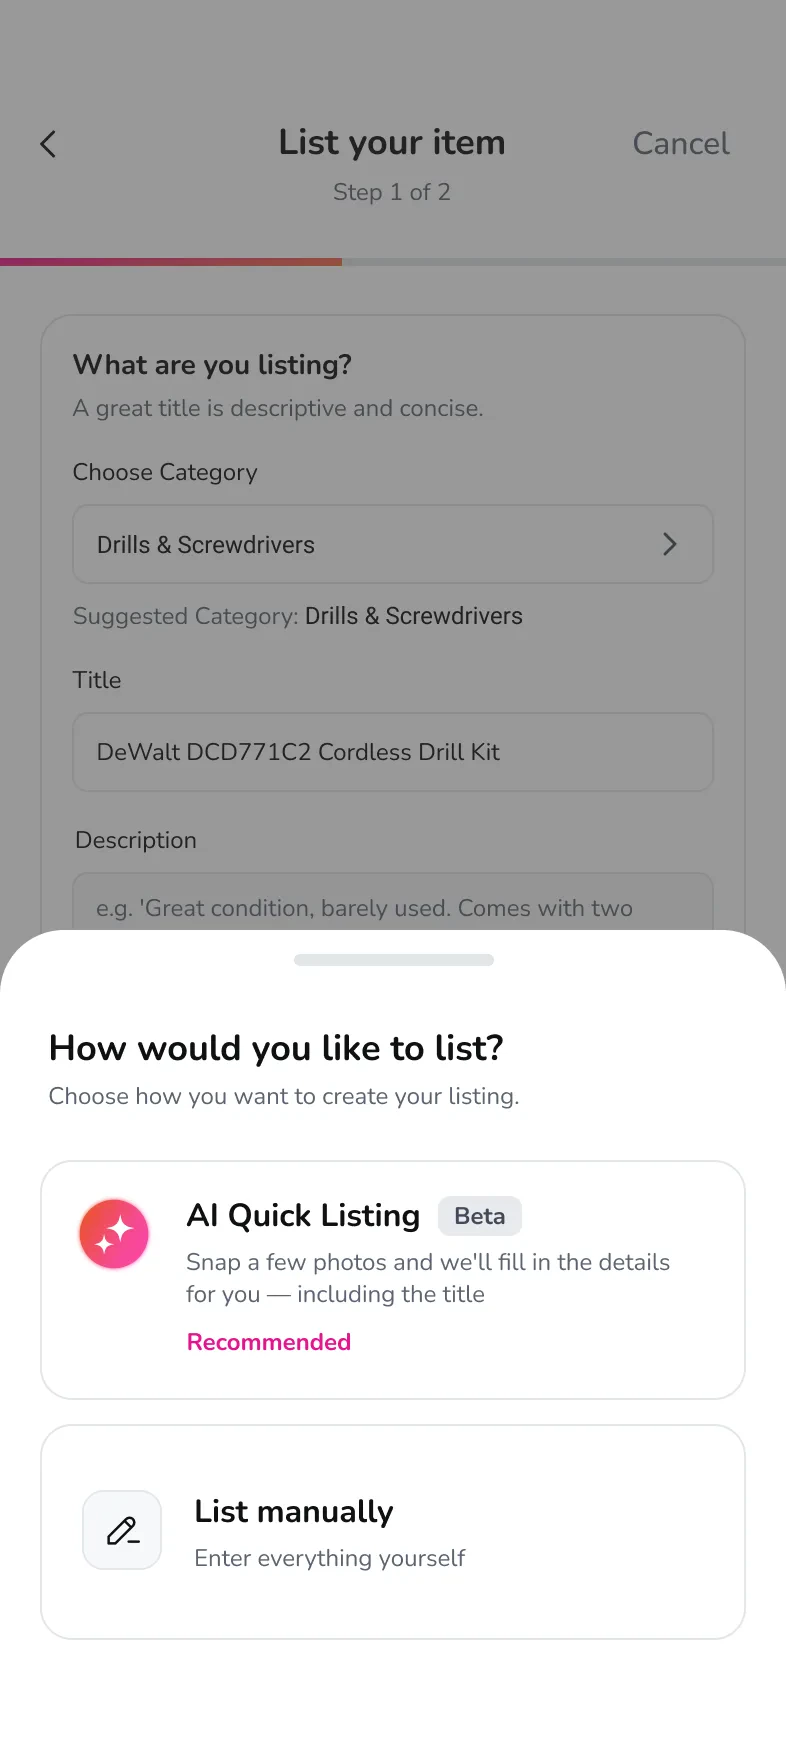 List your item
Cancel
Step 1 of 2
What are you listing?
A great title is descriptive and concise.
Choose Category
Drills & Screwdrivers
Suggested Category: Drills & Screwdrivers
Title
DeWalt DCD771C2 Cordless Drill Kit
Description
e.g. 'Great condition, barely used. Comes with two
How would you like to list?
Choose how you want to create your listing.
AI Quick Listing
Beta
Snap a few photos and we'll fill in the details
for you — including the title
Recommended
List manually
Enter everything yourself